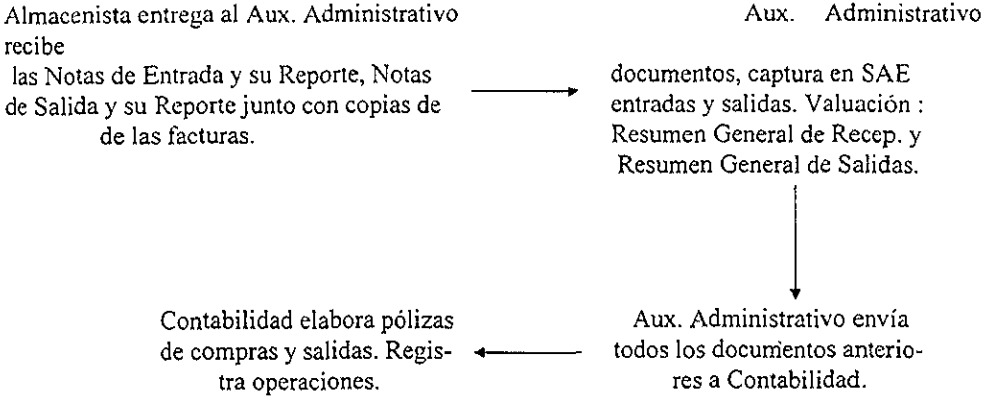 Almacenista entrega al Aux. Administrativo
recibe
las Notas de Entrada y su Reporte, Notas
de Salida y su Reporte junto con copias de
de las facturas.
Aux. Administrativo
documentos, captura en SAE
entradas y salidas. Valuación :
Resumen General de Recep. y
Resumen General de Salidas.
Aux. Administrativo envía
todos los documentos anterio-
res a Contabilidad.
Contabilidad elabora pólizas
de compras y salidas. Regis-
tra operaciones.